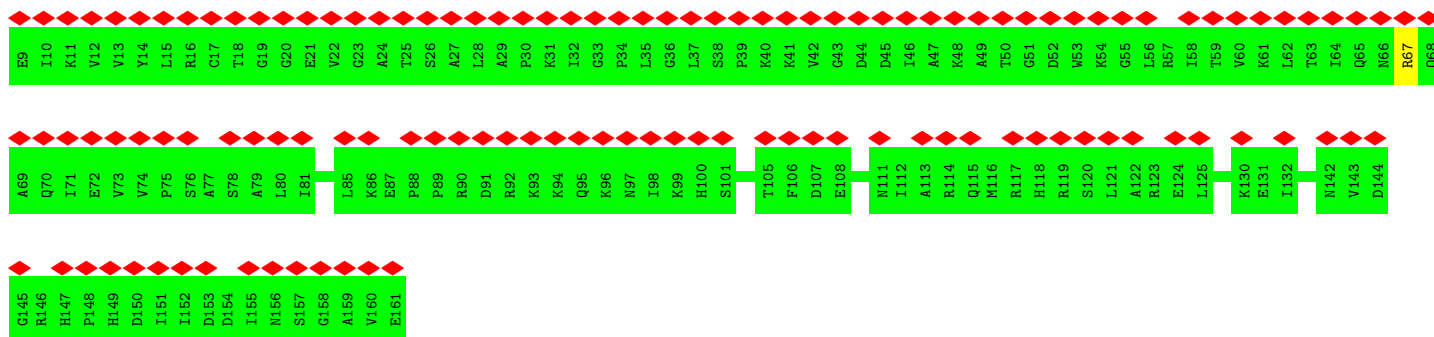 E9 I10 K11 V12 V13 Y14 L15 R16 C17 T18 G19 G20 E21 V22 G23 A24 T25 S26 A27 L28 A29 P30 K31 I32 G33 P34 L35 G36 L37 S38 P39 K40 K41 V42 G43 D44 D45 I46 A47 K48 A49 T50 G51 D52 W53 K54 G55 L56 R57 I58 T59 V60 K61 L62 T63 I64 Q65 N66 R67 Q68
A69 Q70 I71 E72 V73 V74 P75 S76 A77 S78 A79 L80 I81 L85 K86 E87 P88 P89 R90 D91 R92 K93 K94 Q95 K96 N97 I98 K99 H100 S101 T105 F106 D107 E108 N111 I112 A113 R114 Q115 M116 R117 H118 R119 S120 L121 A122 R123 E124 L125 K130 E131 I132 N142 V143 D144
G145 R146 H147 P148 H149 D150 I151 I152 D153 D154 I155 N156 S157 G158 A159 V160 E161